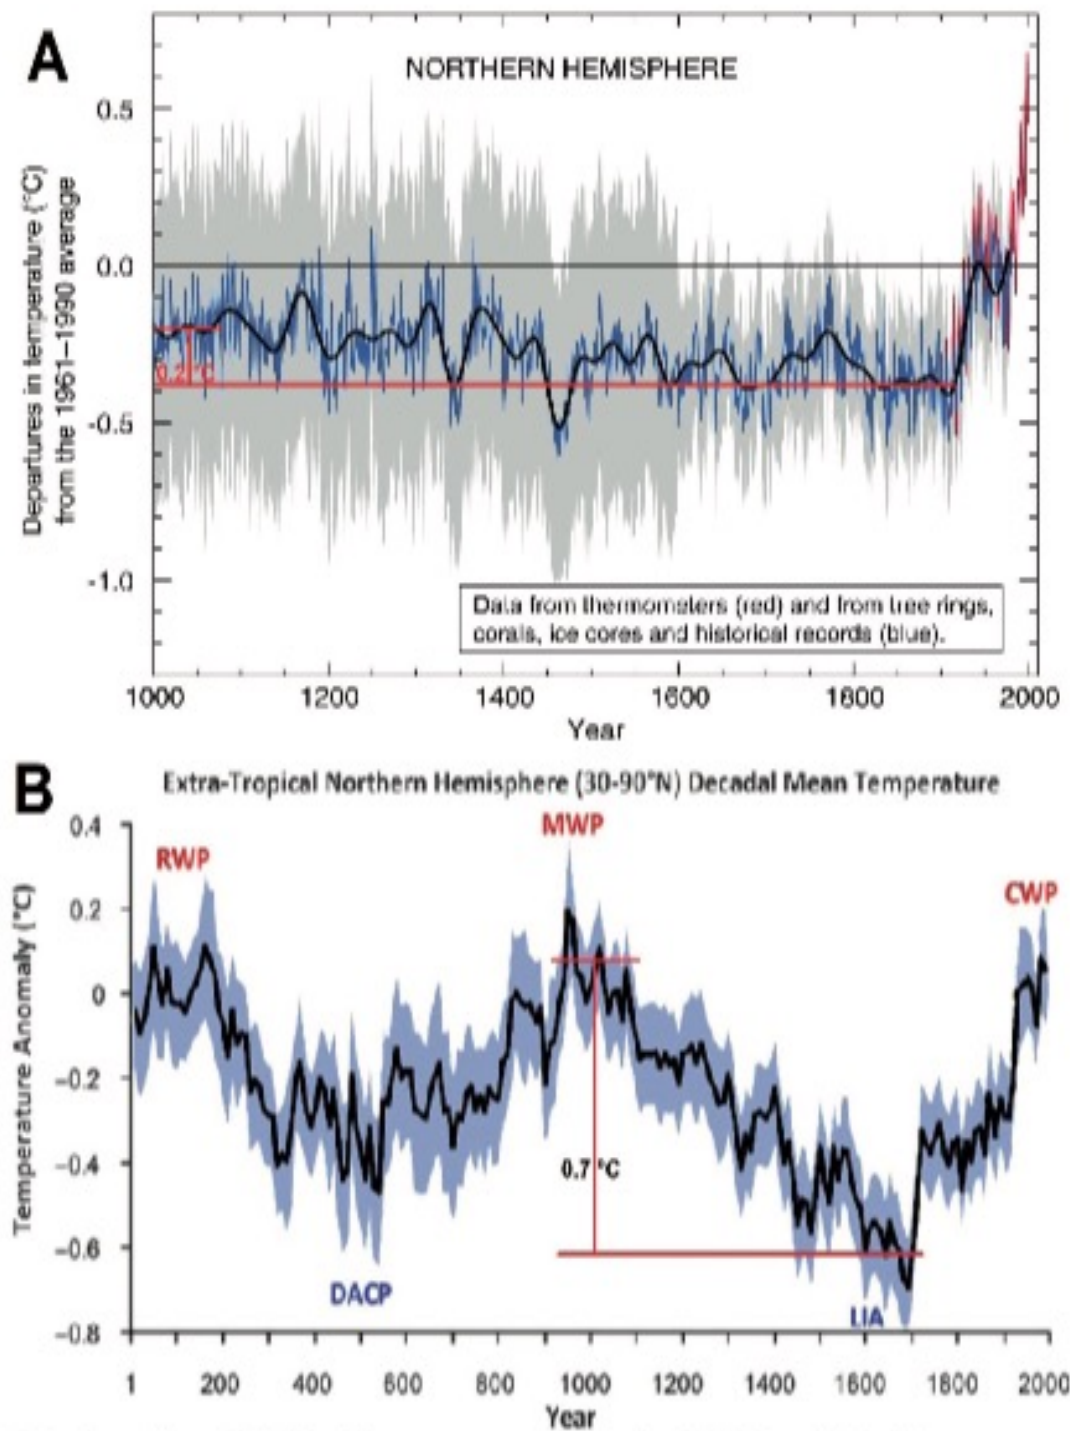 A
NORTHERN HEMISPHERE
Departures in temperature (°C)
from the 1961–1990 average
0.5
0.0
0.2 °C
-0.5
-1.0
Data from thermometers (red) and from tree rings,
corals, ice cores and historical records (blue).
1000 1200 1400 1600 1800 2000
Year
B
Extra-Tropical Northern Hemisphere (30-90°N) Decadal Mean Temperature
Temperature Anomaly (°C)
0.4
MWP
RWP
CWP
0.2
0
−0.2
−0.4
0.7 °C
−0.6
DACP
LIA
−0.8
1 200 400 600 800 1000 1200 1400 1600 1800 2000
Year